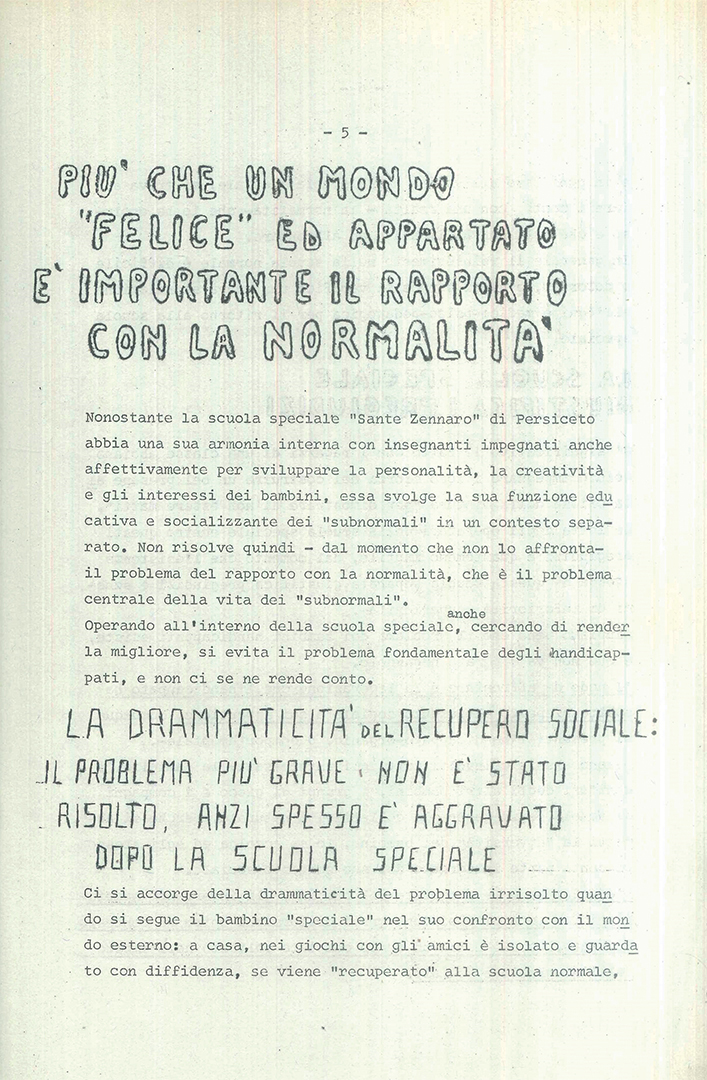 - 5 -
PIU' CHE UN MONDO
"FELICE" ED APPARTATO
E' IMPORTANTE IL RAPPORTO
CON LA NORMALITA'
Nonostante la scuola speciale "Sante Zennaro" di Persiceto
abbia una sua armonia interna con insegnanti impegnati anche
affettivamente per sviluppare la personalità, la creatività
e gli interessi dei bambini, essa svolge la sua funzione edu
cativa e socializzante dei "subnormali" in un contesto sepa-
rato. Non risolve quindi - dal momento che non lo affronta-
il problema del rapporto con la normalità, che è il problema
centrale della vita dei "subnormali".
anche
Operando all'interno della scuola speciale, cercando di render
la migliore, si evita il problema fondamentale degli handicap-
pati, e non ci se ne rende conto.
LA DRAMMATICITA' DEL RECUPERO SOCIALE:
IL PROBLEMA PIU' GRAVE NON E' STATO
RISOLTO, ANZI SPESSO E' AGGRAVATO
DOPO LA SCUOLA SPECIALE
Ci si accorge della drammaticità del problema irrisolto quan
do si segue il bambino "speciale" nel suo confronto con il mon
do esterno: a casa, nei giochi con gli amici è isolato e guarda
to con diffidenza, se viene "recuperato" alla scuola normale,